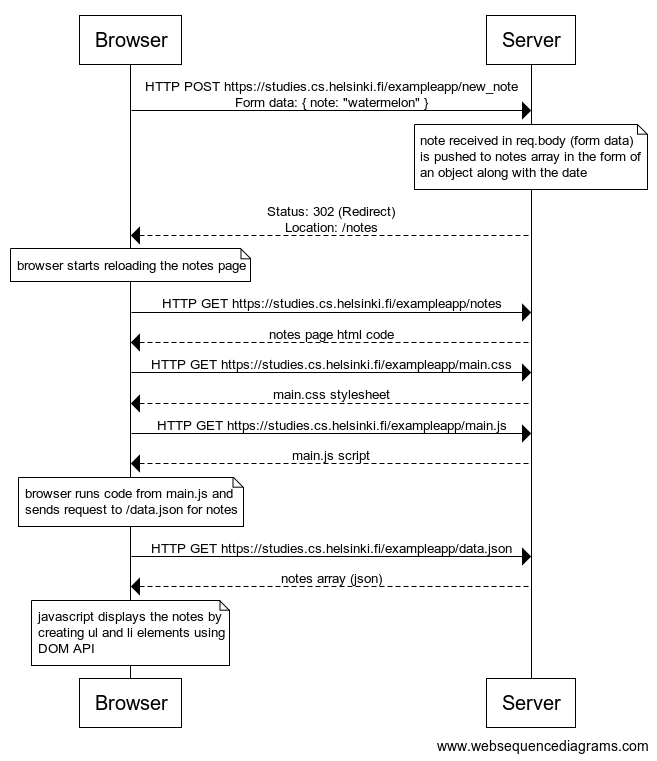 Browser
Server
HTTP POST https://studies.cs.helsinki.fi/exampleapp/new_note
Form data: { note: "watermelon" }
note received in req.body (form data)
is pushed to notes array in the form of
an object along with the date
Status: 302 (Redirect)
Location: /notes
browser starts reloading the notes page
HTTP GET https://studies.cs.helsinki.fi/exampleapp/notes
notes page html code
HTTP GET https://studies.cs.helsinki.fi/exampleapp/main.css
main.css stylesheet
HTTP GET https://studies.cs.helsinki.fi/exampleapp/main.js
main.js script
browser runs code from main.js and
sends request to /data.json for notes
HTTP GET https://studies.cs.helsinki.fi/exampleapp/data.json
notes array (json)
javascript displays the notes by
creating ul and li elements using
DOM API
Browser
Server
www.websequencediagrams.com